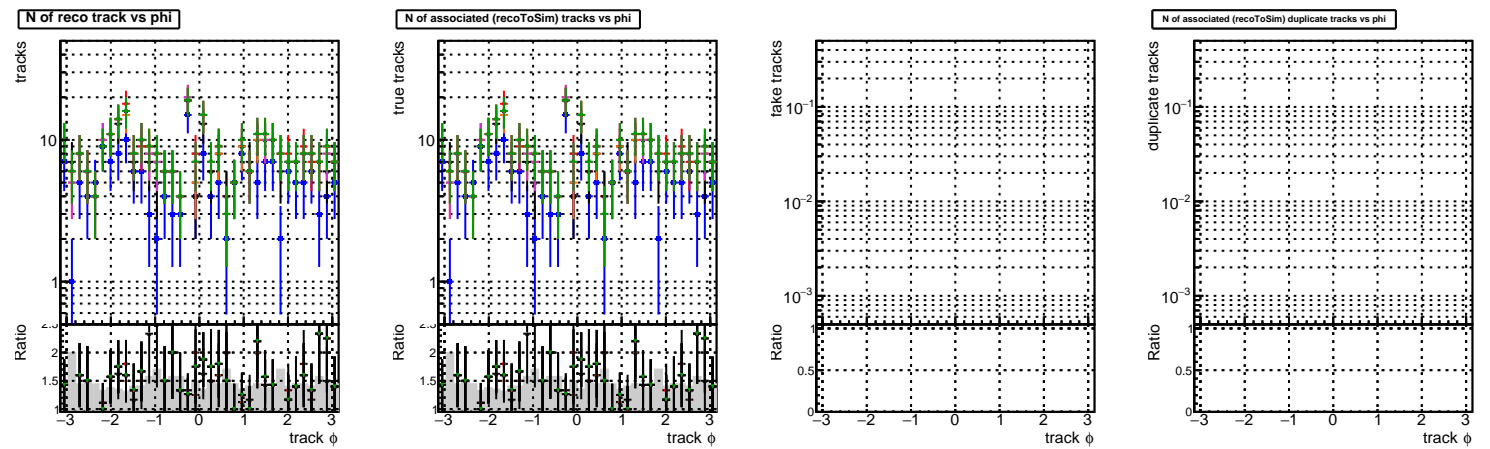 N of reco track vs phi
tracks
10
1
Ratio
2.5
2
1.5
1
−3 −2 −1 0 1 2 3
track ϕ
N of associated (recoToSim) tracks vs phi
true tracks
10
1
Ratio
2.5
2
1.5
1
−3 −2 −1 0 1 2 3
track ϕ
fake tracks
10−1
10−2
10−3
Ratio
1
0.5
0
−3 −2 −1 0 1 2 3
track ϕ
N of associated (recoToSim) duplicate tracks vs phi
duplicate tracks
10−1
10−2
10−3
Ratio
1
0.5
0
−3 −2 −1 0 1 2 3
track ϕ